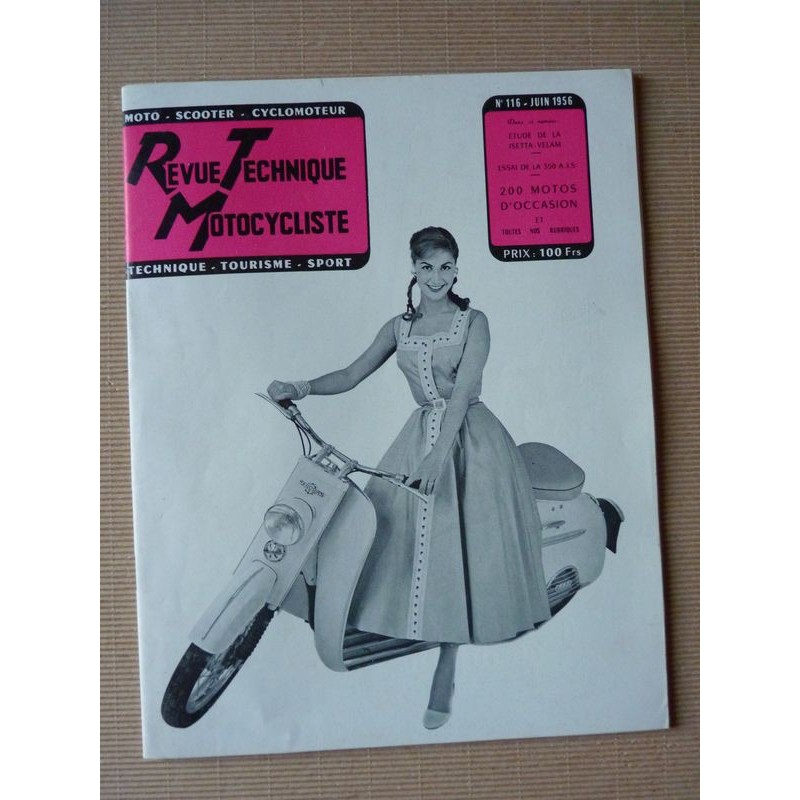 MOTO - SCOOTER - CYCLOMOTEUR
REVUE TECHNIQUE
MOTOCYCLISTE
TECHNIQUE - TOURISME - SPORT
N° 116 - JUIN 1956
Dans ce numéro
ETUDE DE LA
ISETTA-VELAM
ESSAI DE LA 350 A.J.S.
200 MOTOS
D'OCCASION
ET
TOUTES NOS RUBRIQUES
PRIX : 100 Frs